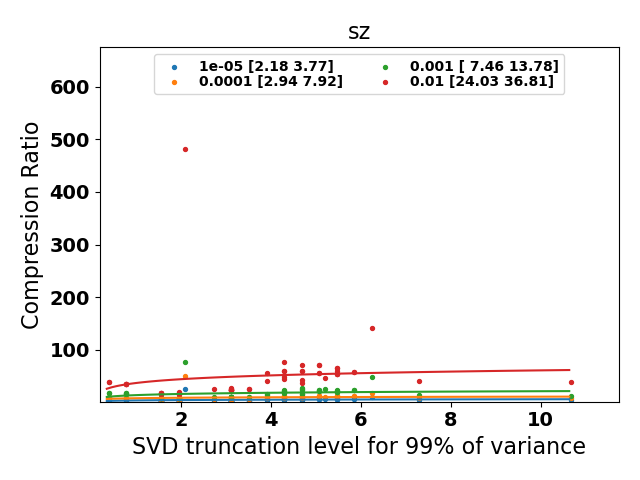 sz
1e-05 [2.18 3.77]
0.0001 [2.94 7.92]
0.001 [ 7.46 13.78]
0.01 [24.03 36.81]
600
500
400
300
200
100
Compression Ratio
2 4 6 8 10
SVD truncation level for 99% of variance